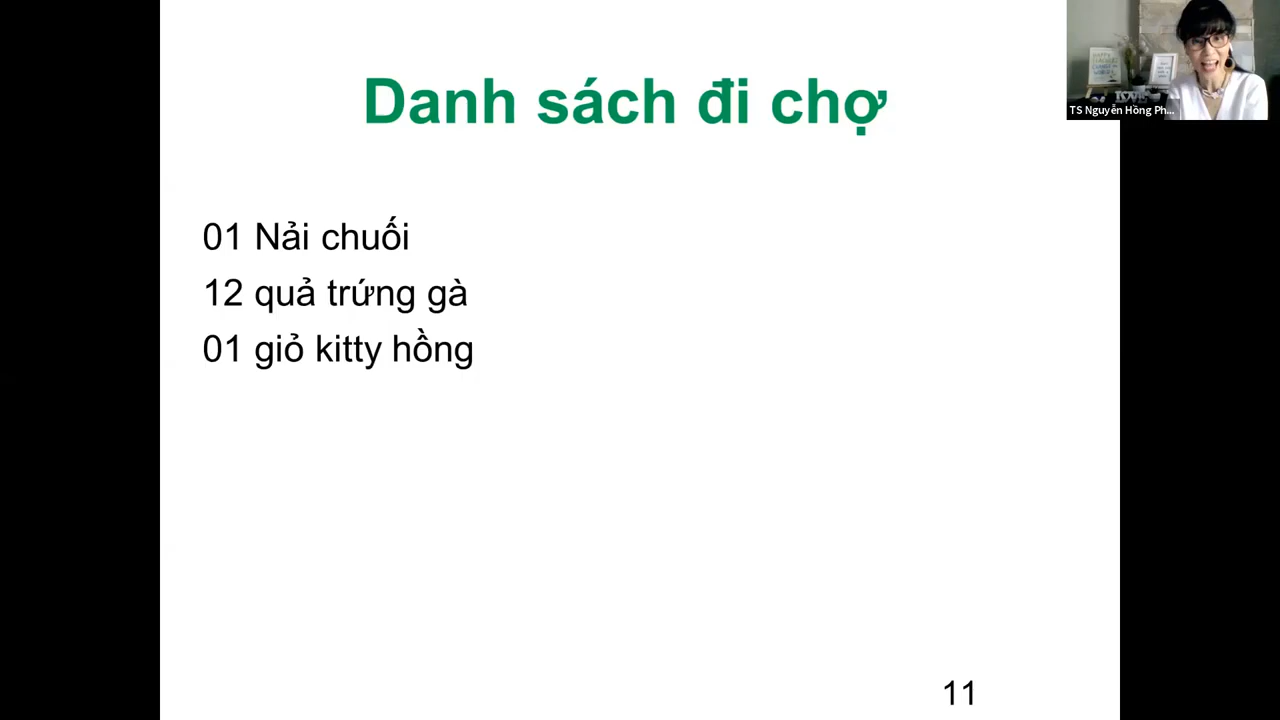 Danh sách đi chợ
TS Nguyễn Hồng Ph...
01 Nải chuối
12 quả trứng gà
01 giỏ kitty hồng
11